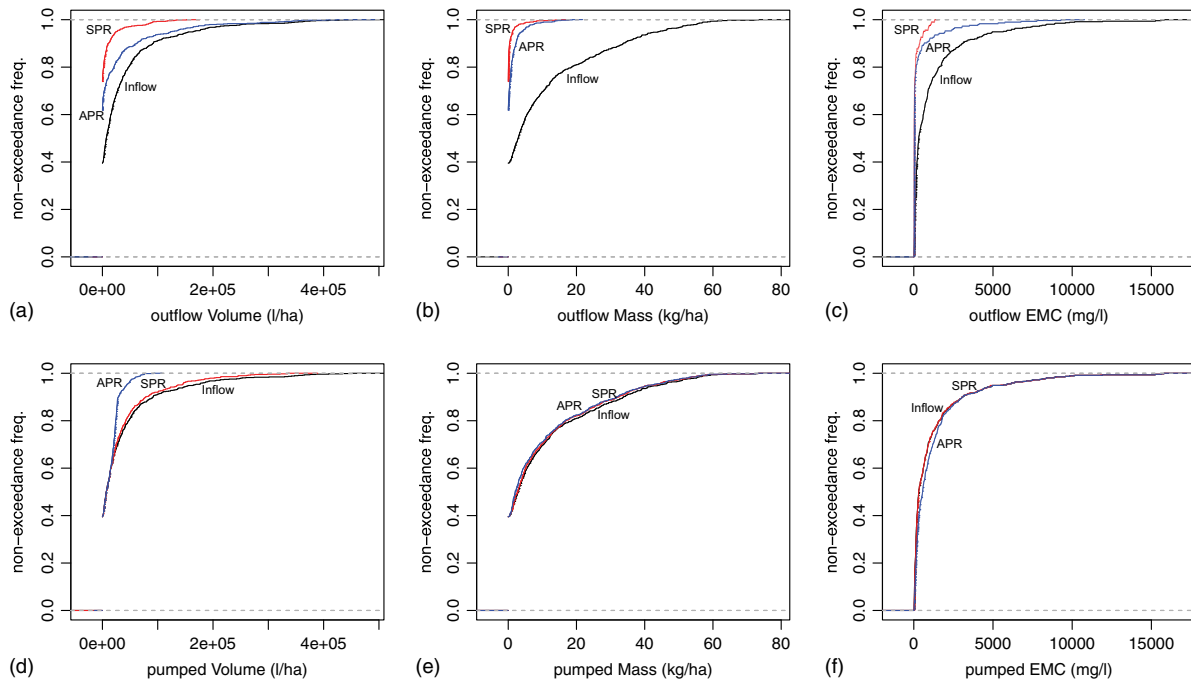 non−exceedance freq.
0.0 0.2 0.4 0.6 0.8 1.0
SPR
APR
Inflow
0e+00 2e+05 4e+05
(a) outflow Volume (l/ha)
non−exceedance freq.
0.0 0.2 0.4 0.6 0.8 1.0
SPR
APR
Inflow
0 20 40 60 80
(b) outflow Mass (kg/ha)
non−exceedance freq.
0.0 0.2 0.4 0.6 0.8 1.0
SPR
APR
Inflow
0 5000 10000 15000
(c) outflow EMC (mg/l)
non−exceedance freq.
0.0 0.2 0.4 0.6 0.8 1.0
APR SPR
Inflow
0e+00 2e+05 4e+05
(d) pumped Volume (l/ha)
non−exceedance freq.
0.0 0.2 0.4 0.6 0.8 1.0
SPR
APR
Inflow
0 20 40 60 80
(e) pumped Mass (kg/ha)
non−exceedance freq.
0.0 0.2 0.4 0.6 0.8 1.0
SPR
Inflow
APR
0 5000 10000 15000
(f) pumped EMC (mg/l)